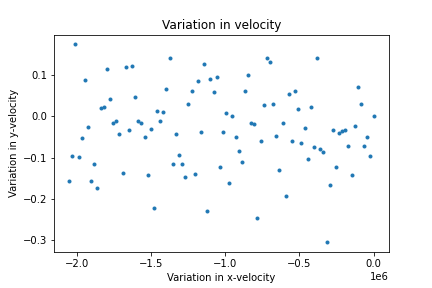 Variation in velocity
Variation in y-velocity
0.1
0.0
−0.1
−0.2
−0.3
−2.0 −1.5 −1.0 −0.5 0.0
1e6
Variation in x-velocity